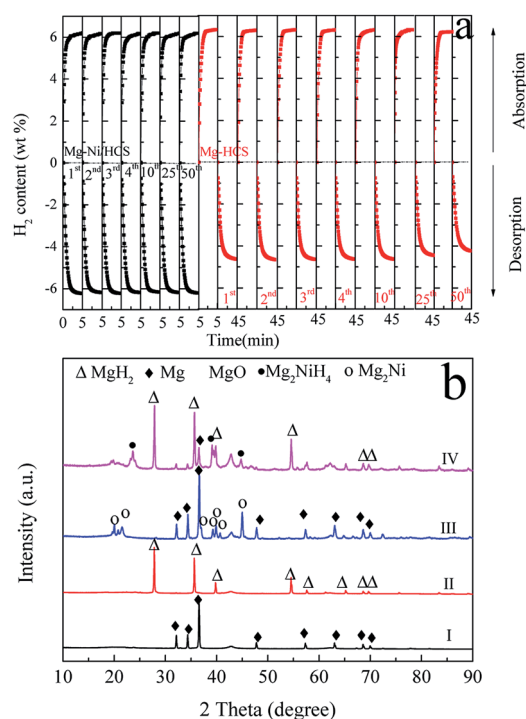 a
6
4
2
0
-2
-4
-6
H2 content (wt %)
Absorption
Desorption
Mg-Ni/HCS
Mg-HCS
1st 2nd 3rd 4th 10th 25th 50th
1st 2nd 3rd 4th 10th 25th 50th
0 5 5 5 5 5 5 5 5 45 45 45 45 45 45 45
Time(min)
b
Δ MgH2 ♦ Mg MgO ● Mg2NiH4 o Mg2Ni
IV
III
II
I
Intensity (a.u.)
10 20 30 40 50 60 70 80 90
2 Theta (degree)